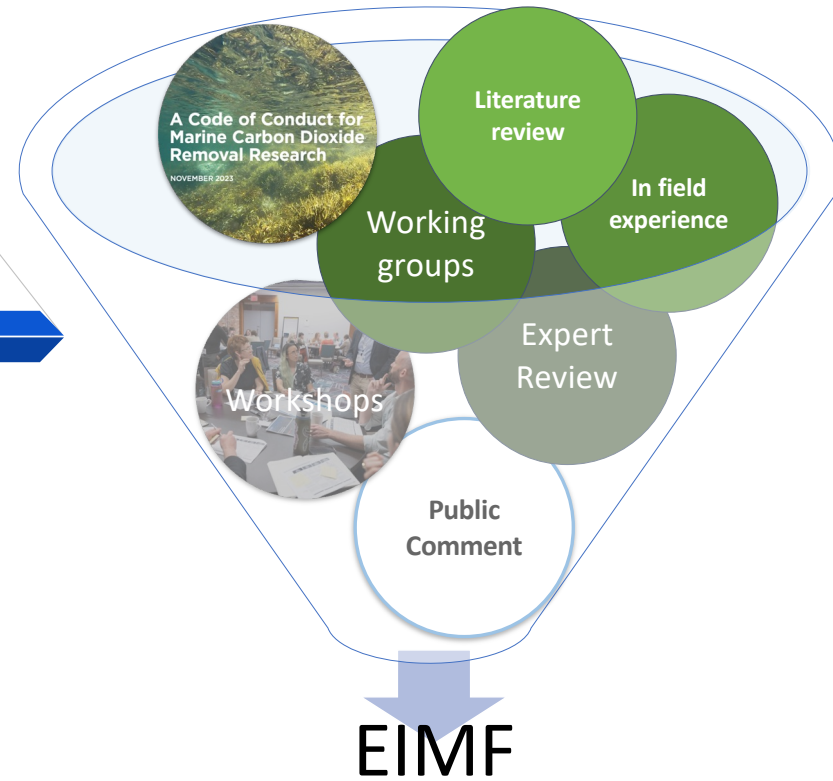 A Code of Conduct for
Marine Carbon Dioxide
Removal Research
NOVEMBER 2023
Literature
review
In field
experience
Working
groups
Expert
Review
Workshops
Public
Comment
EIMF